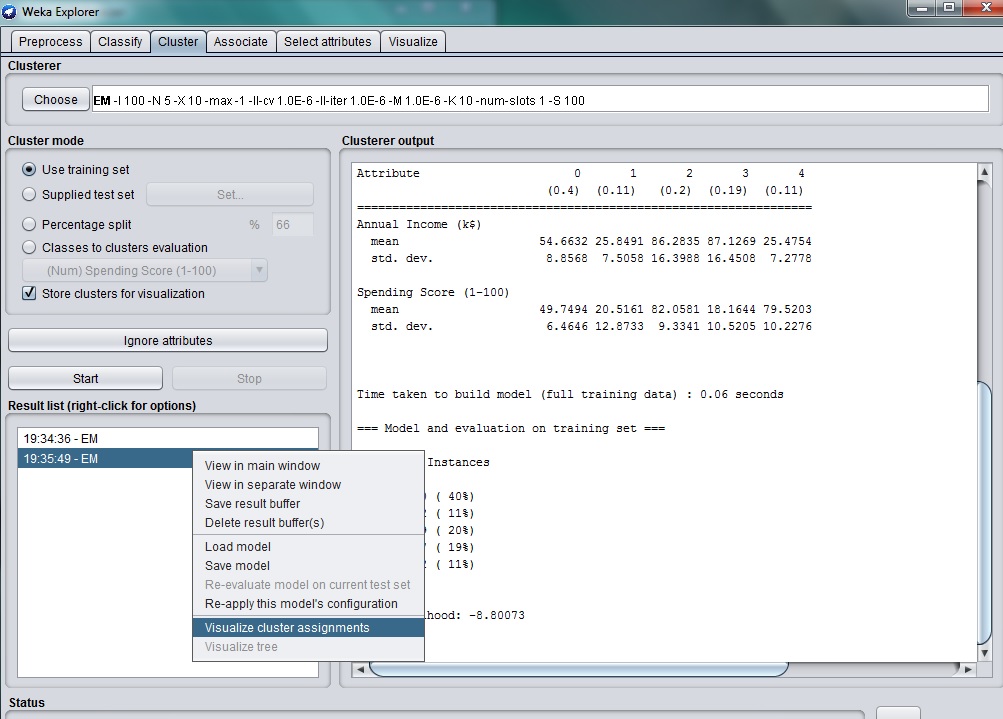 Weka Explorer
Preprocess Classify Cluster Associate Select attributes Visualize
Clusterer
Choose EM -I 100 -N 5 -X 10 -max -1 -ll-cv 1.0E-6 -ll-iter 1.0E-6 -M 1.0E-6 -K 10 -num-slots 1 -S 100
Cluster mode
Use training set
Supplied test set Set...
Percentage split % 66
Classes to clusters evaluation
(Num) Spending Score (1-100)
Store clusters for visualization
Ignore attributes
Start Stop
Result list (right-click for options)
19:34:36 - EM
19:35:49 - EM
View in main window
View in separate window
Save result buffer
Delete result buffer(s)
Load model
Save model
Re-evaluate model on current test set
Re-apply this model's configuration
Visualize cluster assignments
Visualize tree
Clusterer output
Attribute 0 1 2 3 4
(0.4) (0.11) (0.2) (0.19) (0.11)
================================================================
Annual Income (k$)
mean 54.6632 25.8491 86.2835 87.1269 25.4754
std. dev. 8.8568 7.5058 16.3988 16.4508 7.2778
Spending Score (1-100)
mean 49.7494 20.5161 82.0581 18.1644 79.5203
std. dev. 6.4646 12.8733 9.3341 10.5205 10.2276
Time taken to build model (full training data) : 0.06 seconds
=== Model and evaluation on training set ===
Instances
( 40%)
( 11%)
( 20%)
( 19%)
( 11%)
hood: -8.80073
Status